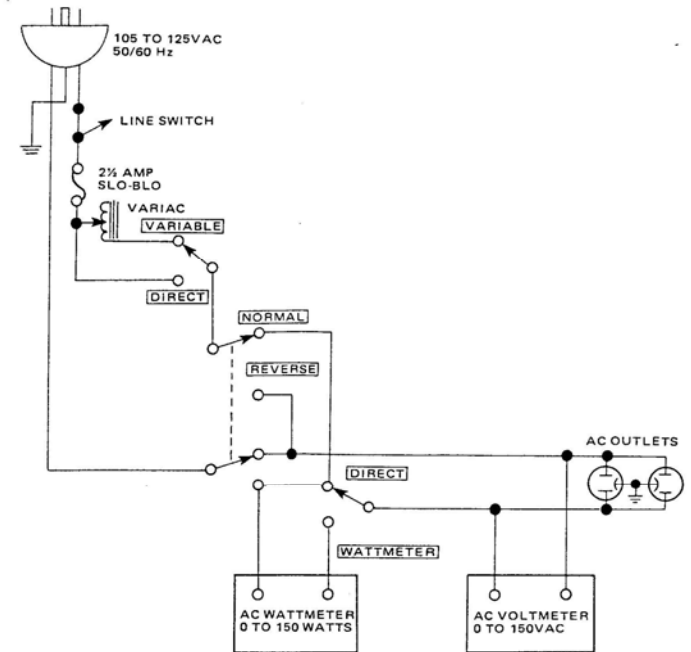 105 TO 125VAC
50/60 Hz
LINE SWITCH
2½ AMP
SLO-BLO
VARIAC
VARIABLE
DIRECT
NORMAL
REVERSE
AC OUTLETS
DIRECT
WATTMETER
AC WATTMETER
0 TO 150 WATTS
AC VOLTMETER
0 TO 150VAC